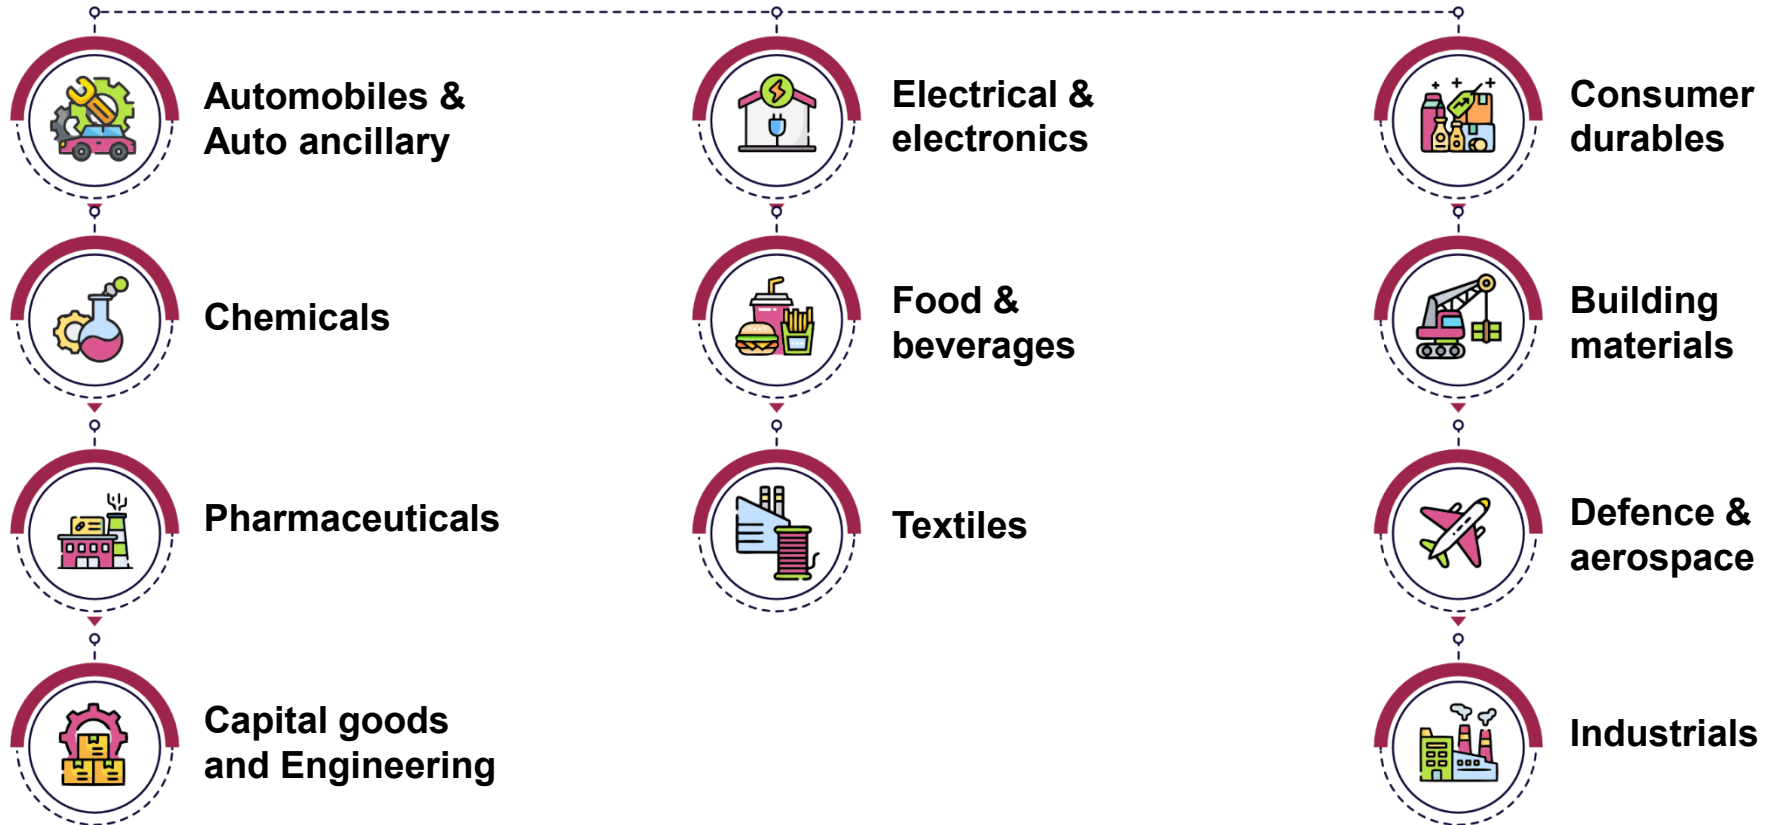 Automobiles &
Auto ancillary
Chemicals
Pharmaceuticals
Capital goods
and Engineering
Electrical &
electronics
Food &
beverages
Textiles
Consumer
durables
Building
materials
Defence &
aerospace
Industrials